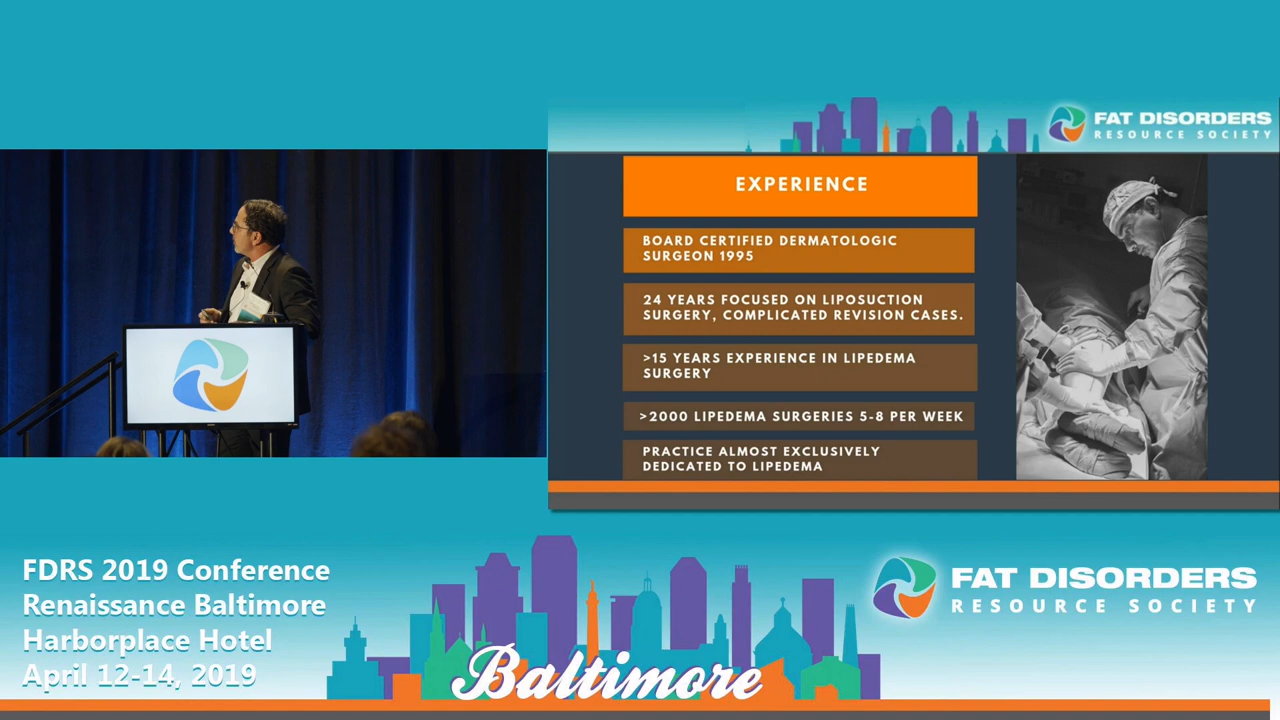 FAT DISORDERS
RESOURCE SOCIETY
EXPERIENCE
BOARD CERTIFIED DERMATOLOGIC
SURGEON 1995
24 YEARS FOCUSED ON LIPOSUCTION
SURGERY, COMPLICATED REVISION CASES.
>15 YEARS EXPERIENCE IN LIPEDEMA
SURGERY
>2000 LIPEDEMA SURGERIES 5-8 PER WEEK
PRACTICE ALMOST EXCLUSIVELY
DEDICATED TO LIPEDEMA
FDRS 2019 Conference
Renaissance Baltimore
Harborplace Hotel
April 12-14, 2019
Baltimore
FAT DISORDERS
RESOURCE SOCIETY